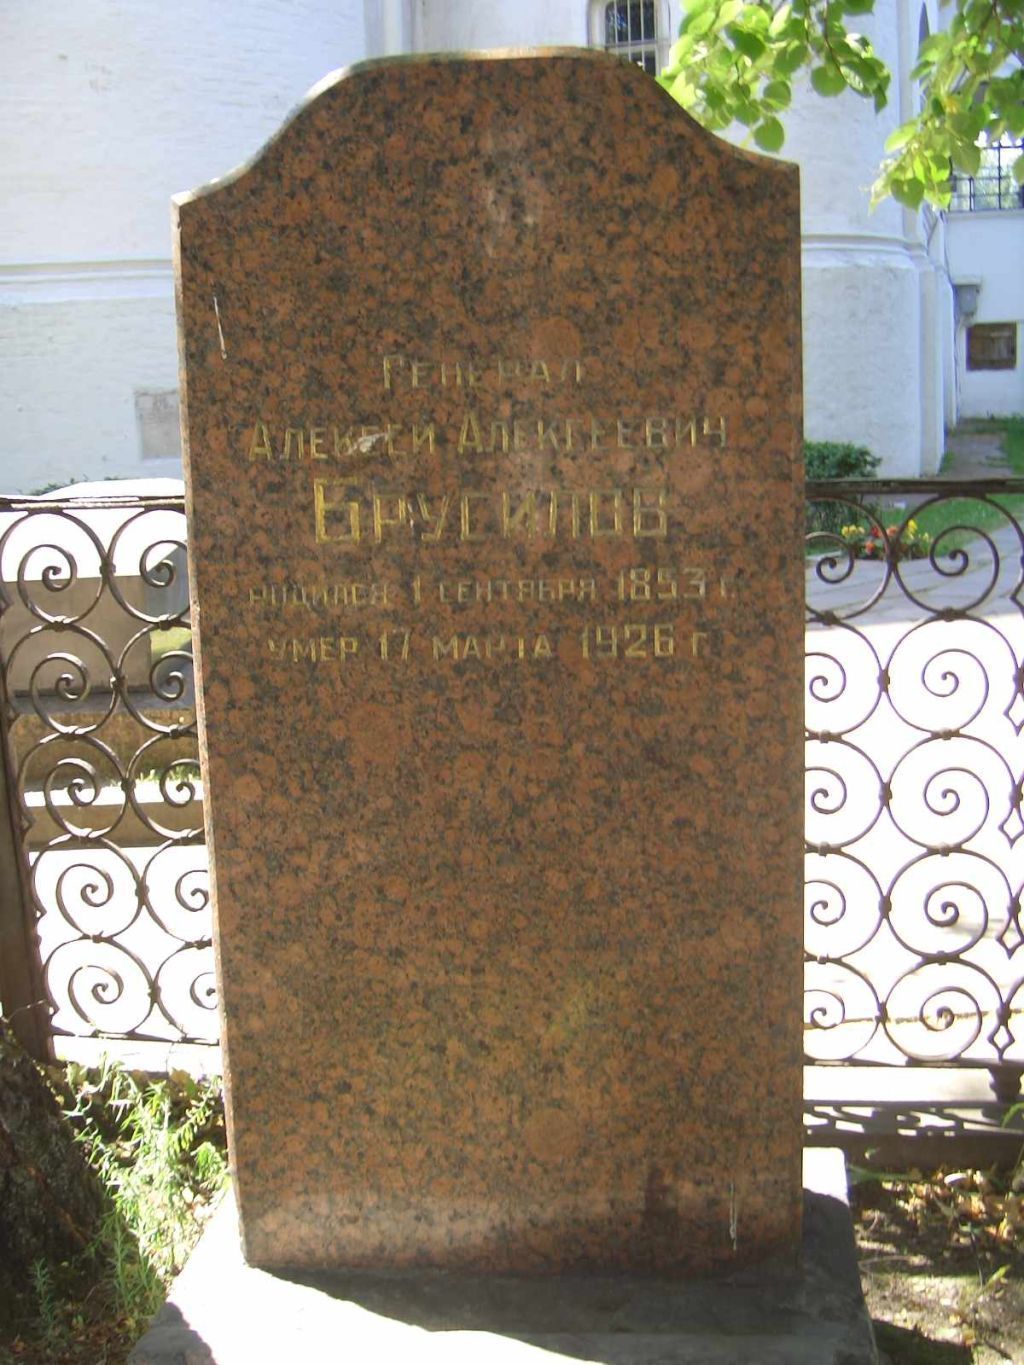 Генерал
Алексей Алексеевич
Брусилов
родился 1 сентября 1853 г.
умер 17 марта 1926 г.